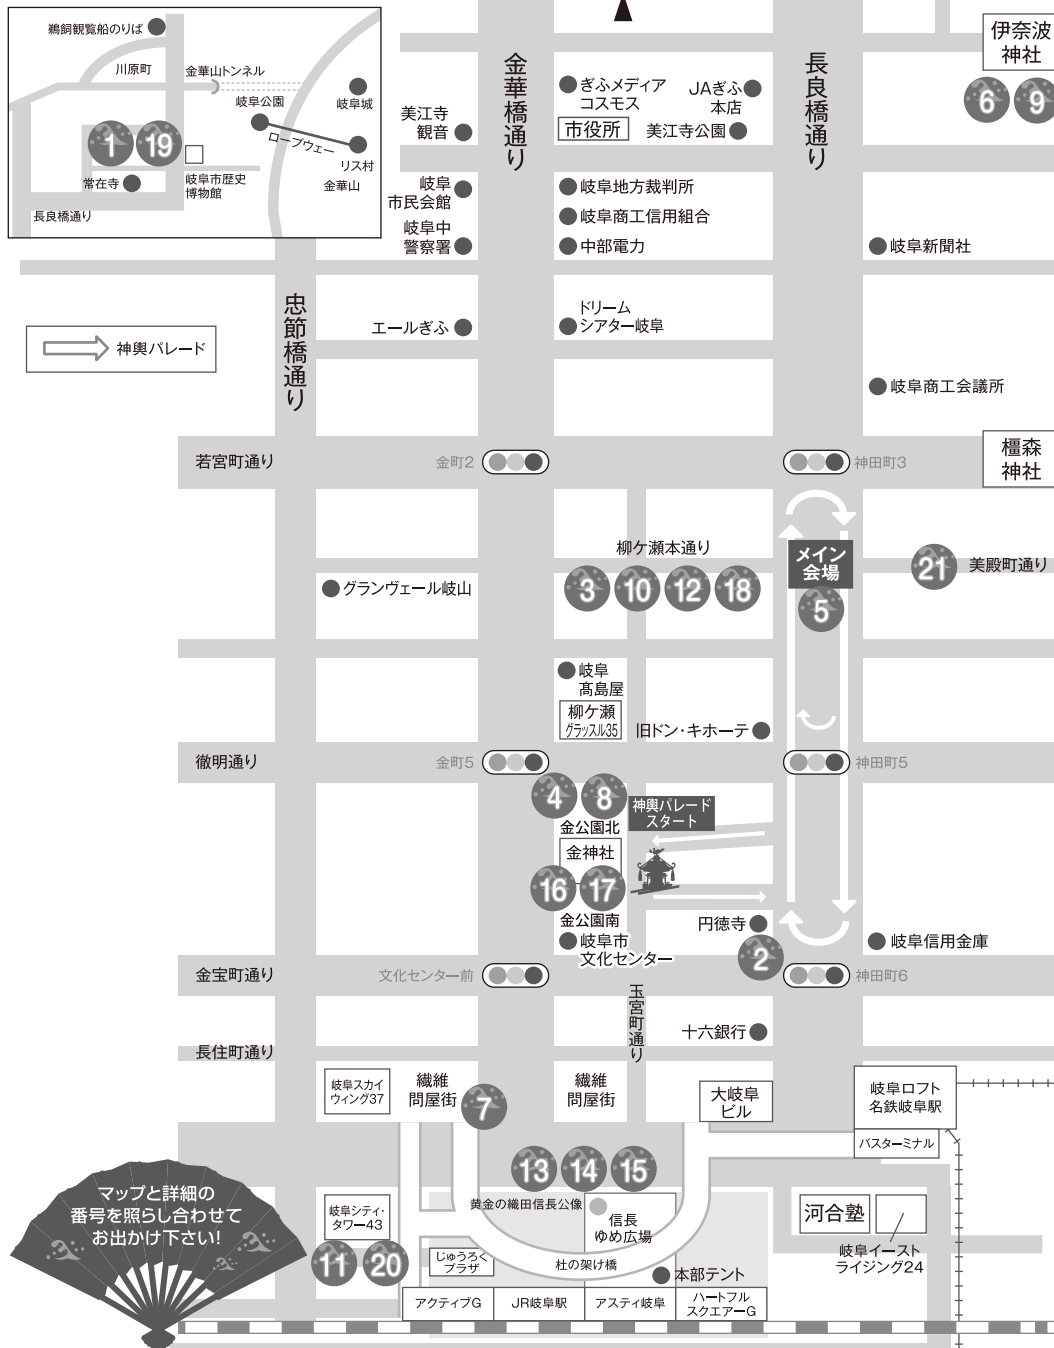 鵜飼観覧船のりば
川原町
金華山トンネル
岐阜公園
岐阜城
ロープウェー
リス村
金華山
1
19
常在寺
岐阜市歴史
博物館
長良橋通り
神輿パレード
金華橋通り
長良橋通り
忠節橋通り
伊奈波
神社
6
9
ぎふメディア
コスモス
JAぎふ
本店
市役所
美江寺公園
美江寺
観音
岐阜
市民会館
岐阜中
警察署
岐阜地方裁判所
岐阜商工信用組合
中部電力
岐阜新聞社
エールぎふ
ドリーム
シアター岐阜
岐阜商工会議所
若宮町通り
金町2
神田町3
橿森
神社
柳ケ瀬本通り
3
10
12
18
メイン
会場
5
21
美殿町通り
グランヴェール岐山
岐阜
髙島屋
柳ケ瀬
グラッスル35
旧ドン・キホーテ
徹明通り
金町5
神田町5
4
8
金公園北
神輿パレード
スタート
金神社
16
17
金公園南
岐阜市
文化センター
円徳寺
2
岐阜信用金庫
金宝町通り
文化センター前
神田町6
玉宮町通り
十六銀行
長住町通り
岐阜スカイ
ウィング37
繊維
問屋街
7
繊維
問屋街
大岐阜
ビル
岐阜ロフト
名鉄岐阜駅
バスターミナル
13
14
15
黄金の織田信長公像
信長
ゆめ広場
岐阜シティ・
タワー43
11
20
じゅうろく
プラザ
杜の架け橋
本部テント
河合塾
岐阜イースト
ライジング24
アクティブG
JR岐阜駅
アスティ岐阜
ハートフル
スクエアーG
マップと詳細の
番号を照らし合わせて
お出かけ下さい!